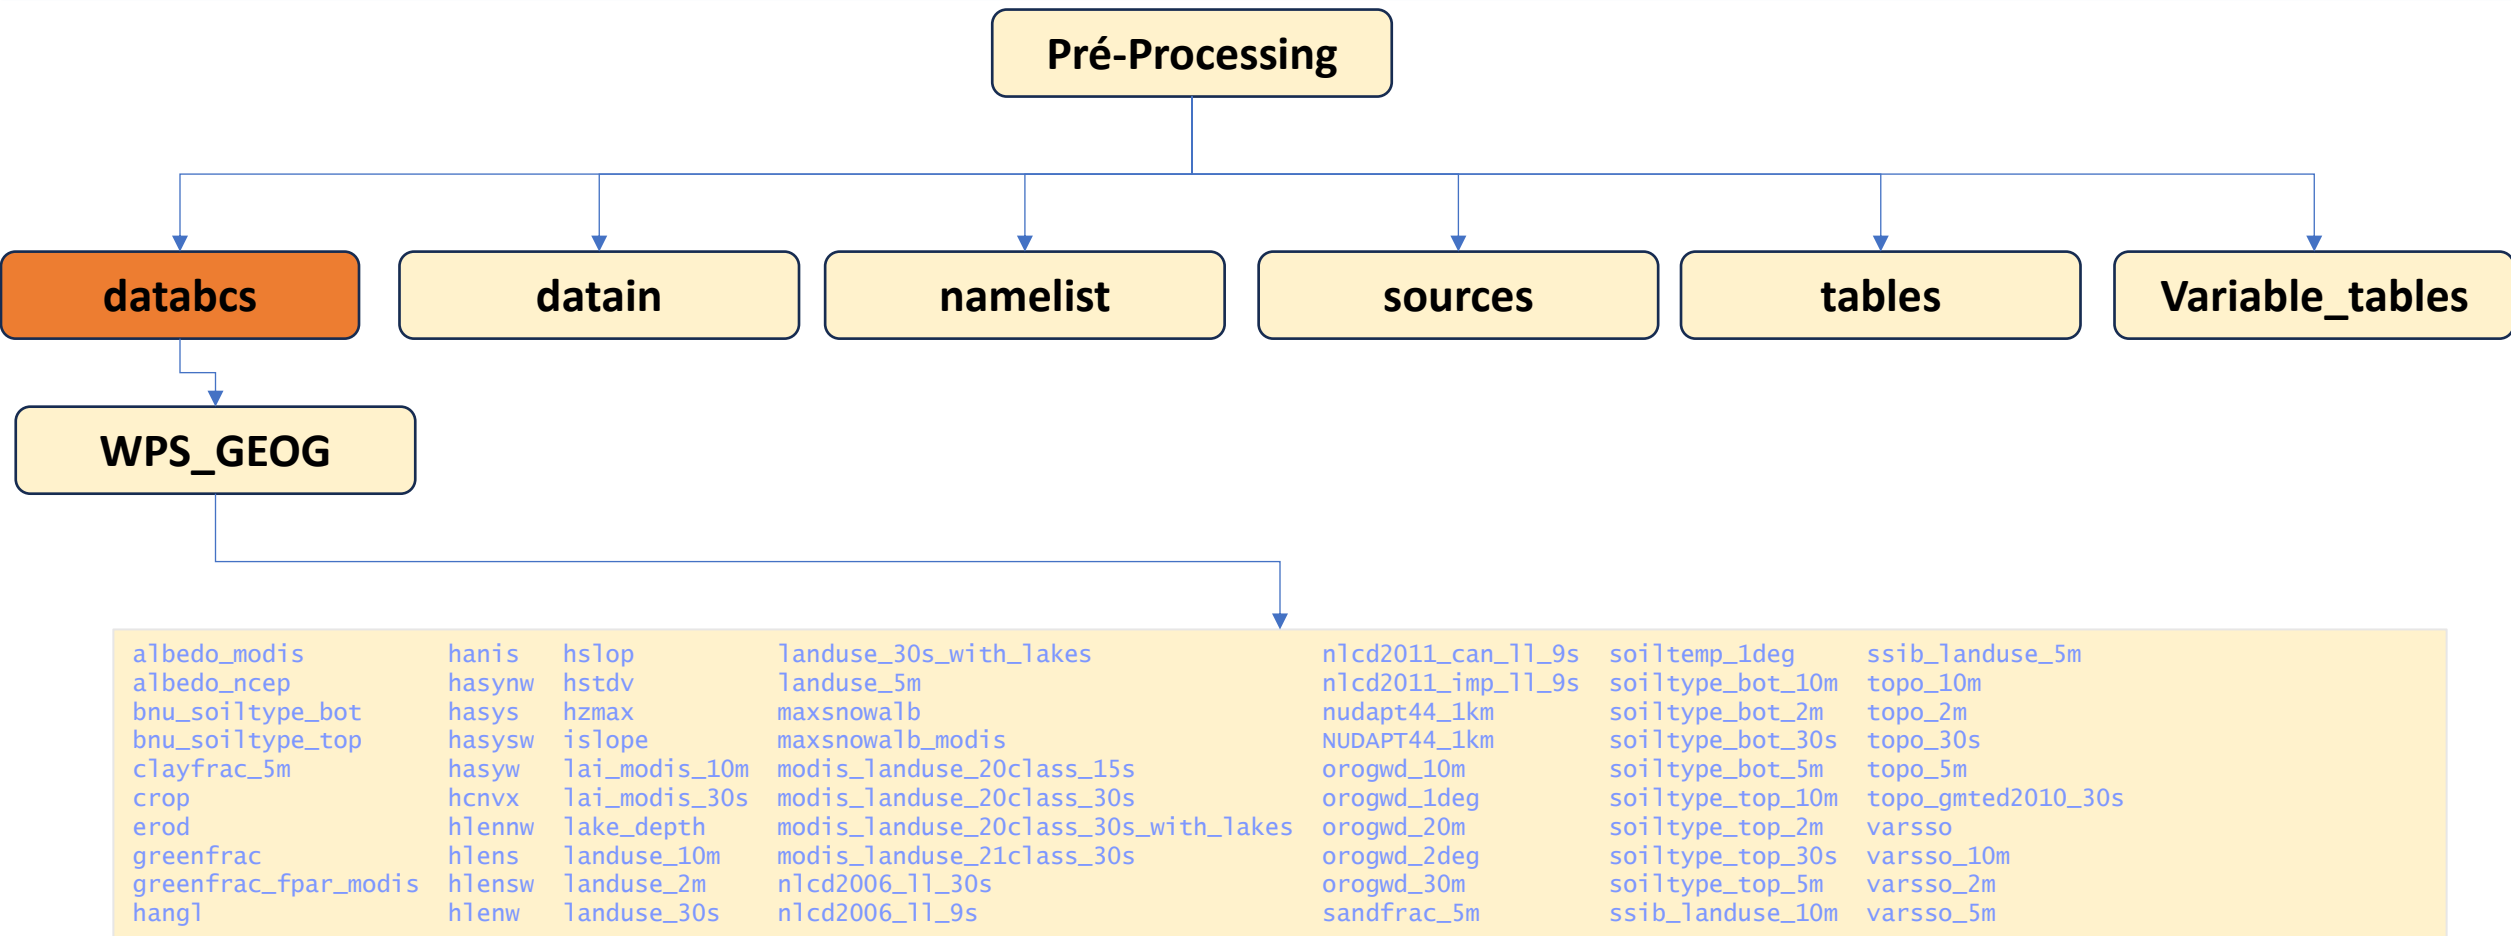 Pré-Processing
databcs datain namelist sources tables Variable_tables
WPS_GEOG
albedo_modis hanis hslop landuse_30s_with_lakes nlcd2011_can_ll_9s soiltemp_1deg ssib_landuse_5m
albedo_ncep hasynw hstdv landuse_5m nlcd2011_imp_ll_9s soiltype_bot_10m topo_10m
bnu_soiltype_bot hasys hzmax maxsnowalb nudapt44_1km soiltype_bot_2m topo_2m
bnu_soiltype_top hasysw islope maxsnowalb_modis NUDAPT44_1km soiltype_bot_30s topo_30s
clayfrac_5m hasyw lai_modis_10m modis_landuse_20class_15s orogwd_10m soiltype_bot_5m topo_5m
crop hcnvx lai_modis_30s modis_landuse_20class_30s orogwd_1deg soiltype_top_10m topo_gmted2010_30s
erod hlennw lake_depth modis_landuse_20class_30s_with_lakes orogwd_20m soiltype_top_2m varsso
greenfrac hlens landuse_10m modis_landuse_21class_30s orogwd_2deg soiltype_top_30s varsso_10m
greenfrac_fpar_modis hlensw landuse_2m nlcd2006_ll_30s orogwd_30m soiltype_top_5m varsso_2m
hangl hlenw landuse_30s nlcd2006_ll_9s sandfrac_5m ssib_landuse_10m varsso_5m